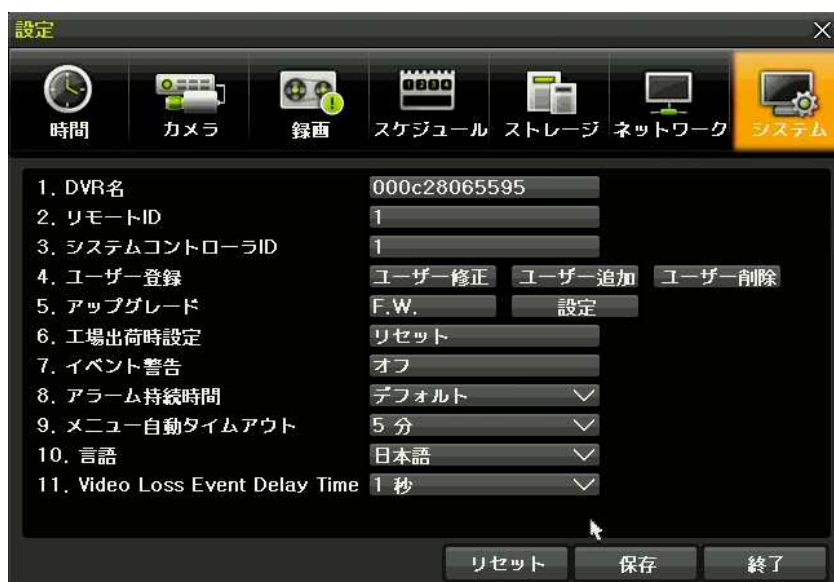 設定
時間 カメラ 録画 スケジュール ストレージ ネットワーク システム
1. DVR名 000c28065595
2. リモートID 1
3. システムコントローラID 1
4. ユーザー登録 ユーザー修正 ユーザー追加 ユーザー削除
5. アップグレード F.W. 設定
6. 工場出荷時設定 リセット
7. イベント警告 オフ
8. アラーム持続時間 デフォルト
9. メニュー自動タイムアウト 5 分
10. 言語 日本語
11. Video Loss Event Delay Time 1 秒
リセット 保存 終了